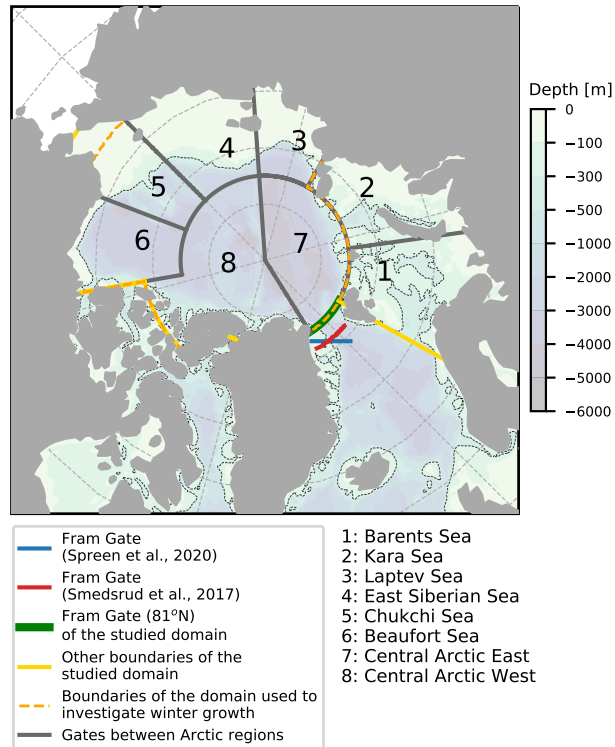 Depth [m]
0
−100
−300
−500
−1000
−2000
−3000
−4000
−5000
−6000
1
2
3
4
5
6
7
8
Fram Gate
(Spreen et al., 2020)
Fram Gate
(Smedsrud et al., 2017)
Fram Gate (81°N)
of the studied domain
Other boundaries of the
studied domain
Boundaries of the domain used to
investigate winter growth
Gates between Arctic regions
1: Barents Sea
2: Kara Sea
3: Laptev Sea
4: East Siberian Sea
5: Chukchi Sea
6: Beaufort Sea
7: Central Arctic East
8: Central Arctic West